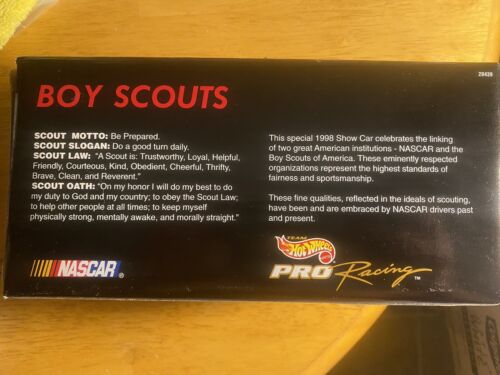 28426
BOY SCOUTS
SCOUT MOTTO: Be Prepared.
SCOUT SLOGAN: Do a good turn daily.
SCOUT LAW: "A Scout is: Trustworthy, Loyal, Helpful,
Friendly, Courteous, Kind, Obedient, Cheerful, Thrifty,
Brave, Clean, and Reverent."
SCOUT OATH: "On my honor I will do my best to do
my duty to God and my country; to obey the Scout Law;
to help other people at all times; to keep myself
physically strong, mentally awake, and morally straight."
This special 1998 Show Car celebrates the linking
of two great American institutions - NASCAR and the
Boy Scouts of America. These eminently respected
organizations represent the highest standards of
fairness and sportsmanship.
These fine qualities, reflected in the ideals of scouting,
have been and are embraced by NASCAR drivers past
and present.
NASCAR®
TEAM
Hot Wheels
PRO Racing™